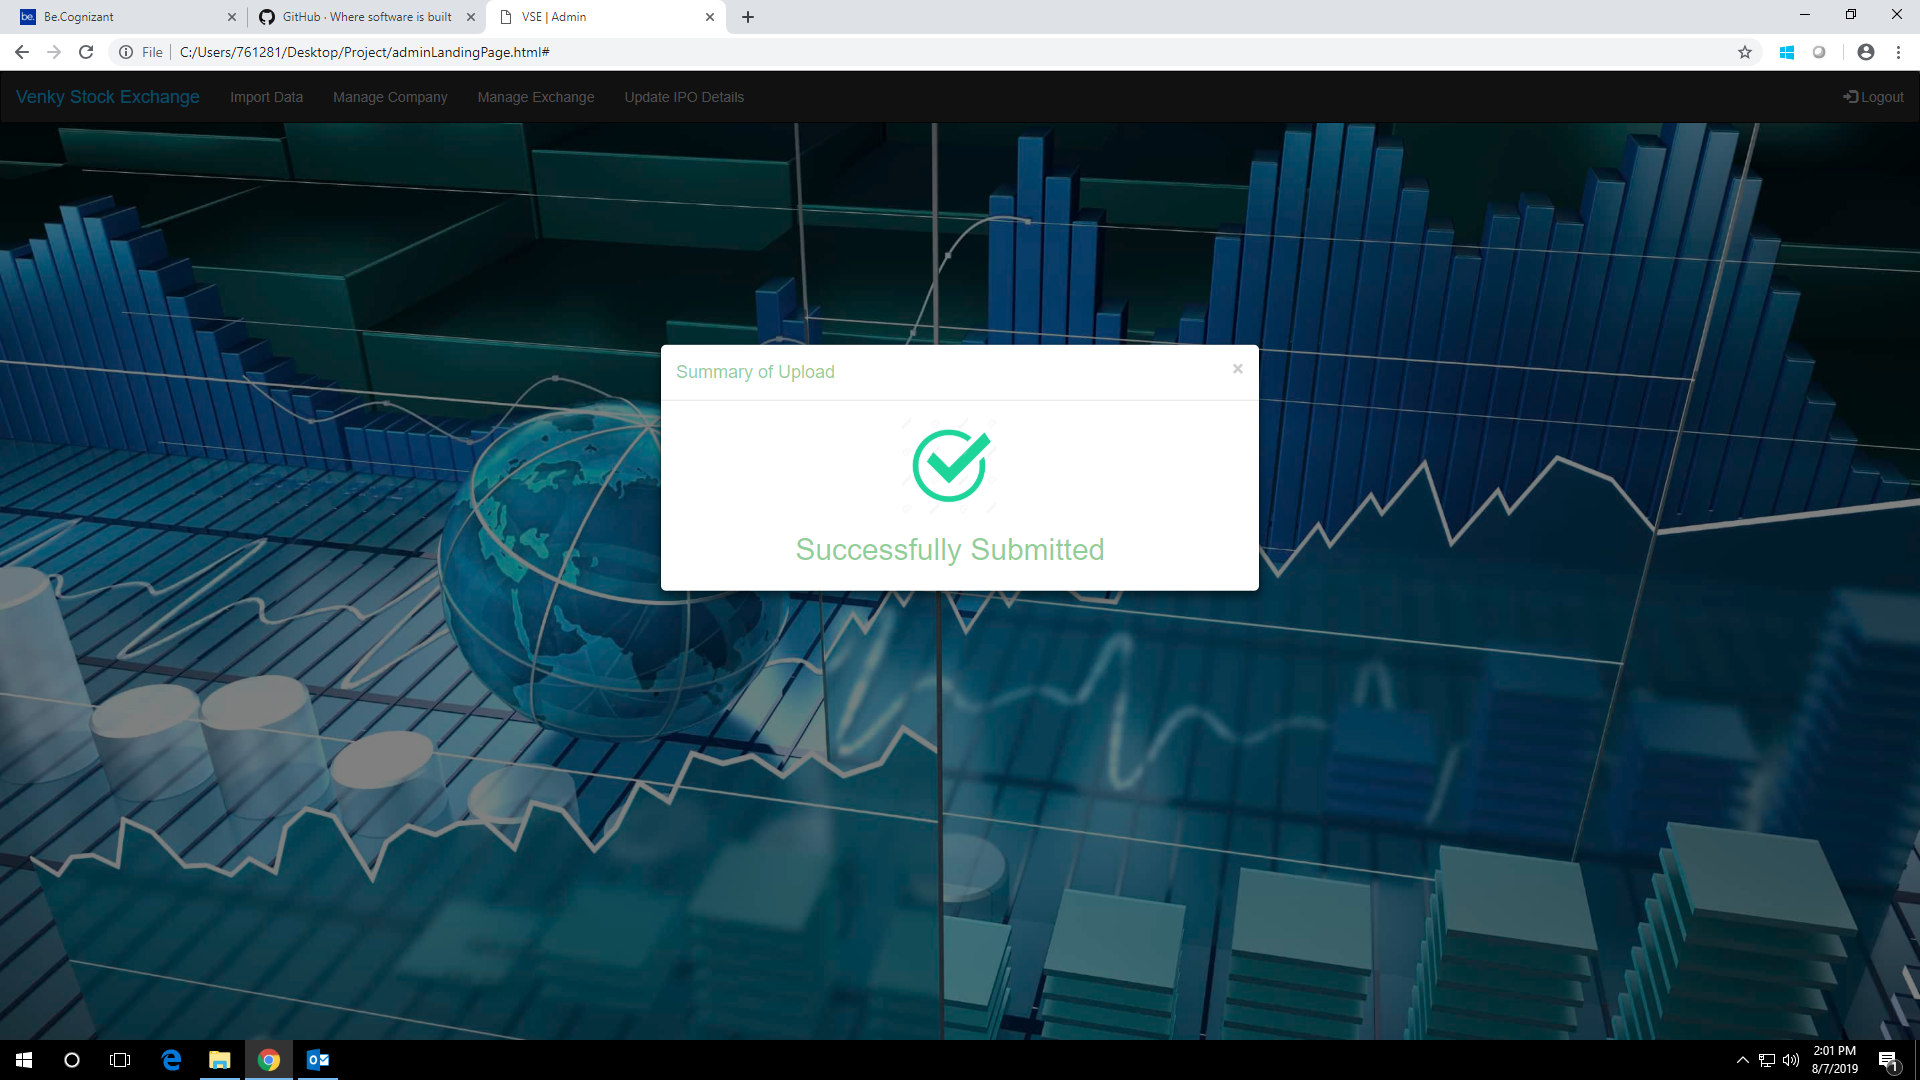 be. Be.Cognizant
GitHub · Where software is built
VSE | Admin
File
C:/Users/761281/Desktop/Project/adminLandingPage.html#
Venky Stock Exchange
Import Data
Manage Company
Manage Exchange
Update IPO Details
Logout
Summary of Upload
×
Successfully Submitted
2:01 PM
8/7/2019
1